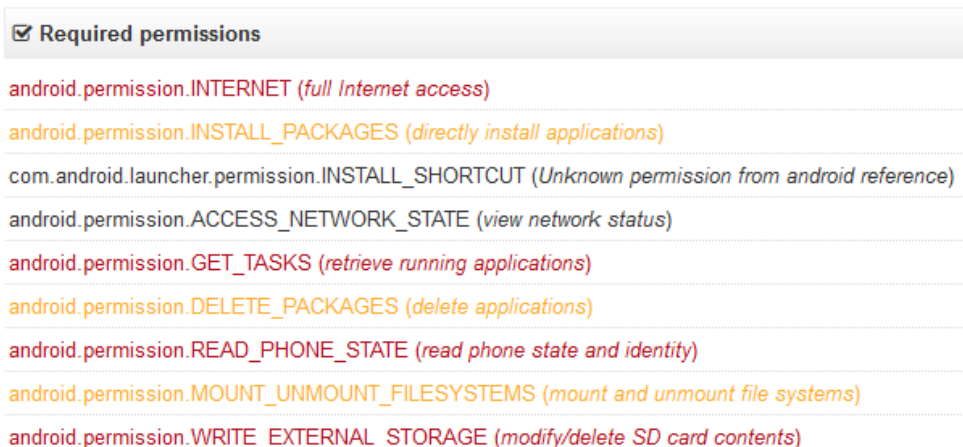 Required permissions
android.permission.INTERNET (full Internet access)
android.permission.INSTALL_PACKAGES (directly install applications)
com.android.launcher.permission.INSTALL_SHORTCUT (Unknown permission from android reference)
android.permission.ACCESS_NETWORK_STATE (view network status)
android.permission.GET_TASKS (retrieve running applications)
android.permission.DELETE_PACKAGES (delete applications)
android.permission.READ_PHONE_STATE (read phone state and identity)
android.permission.MOUNT_UNMOUNT_FILESYSTEMS (mount and unmount file systems)
android.permission.WRITE_EXTERNAL_STORAGE (modify/delete SD card contents)